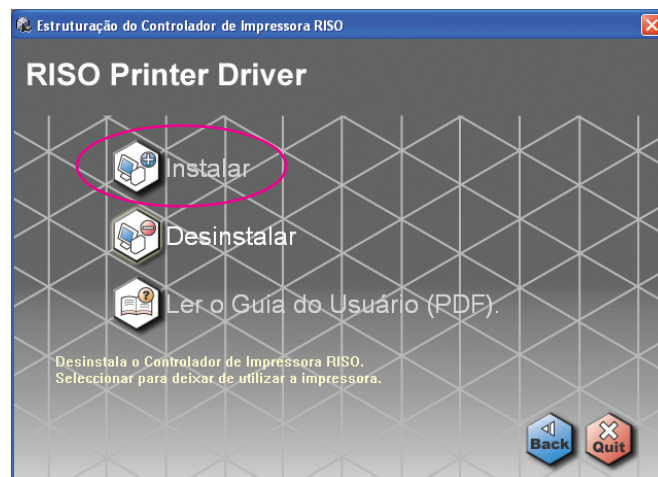 Estruturação do Controlador de Impressora RISO
RISO Printer Driver
Instalar
Desinstalar
Ler o Guia do Usuário (PDF).
Desinstala o Controlador de Impressora RISO.
Seleccionar para deixar de utilizar a impressora.
Back
Quit